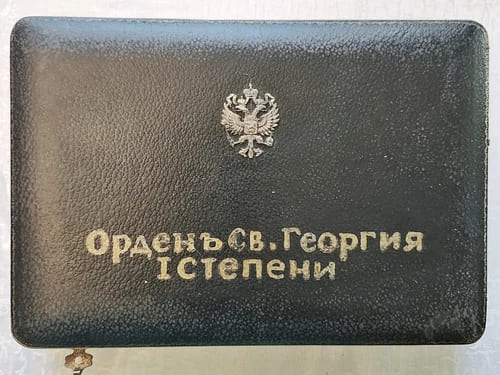 Орденъ Св. Георгия
I степени